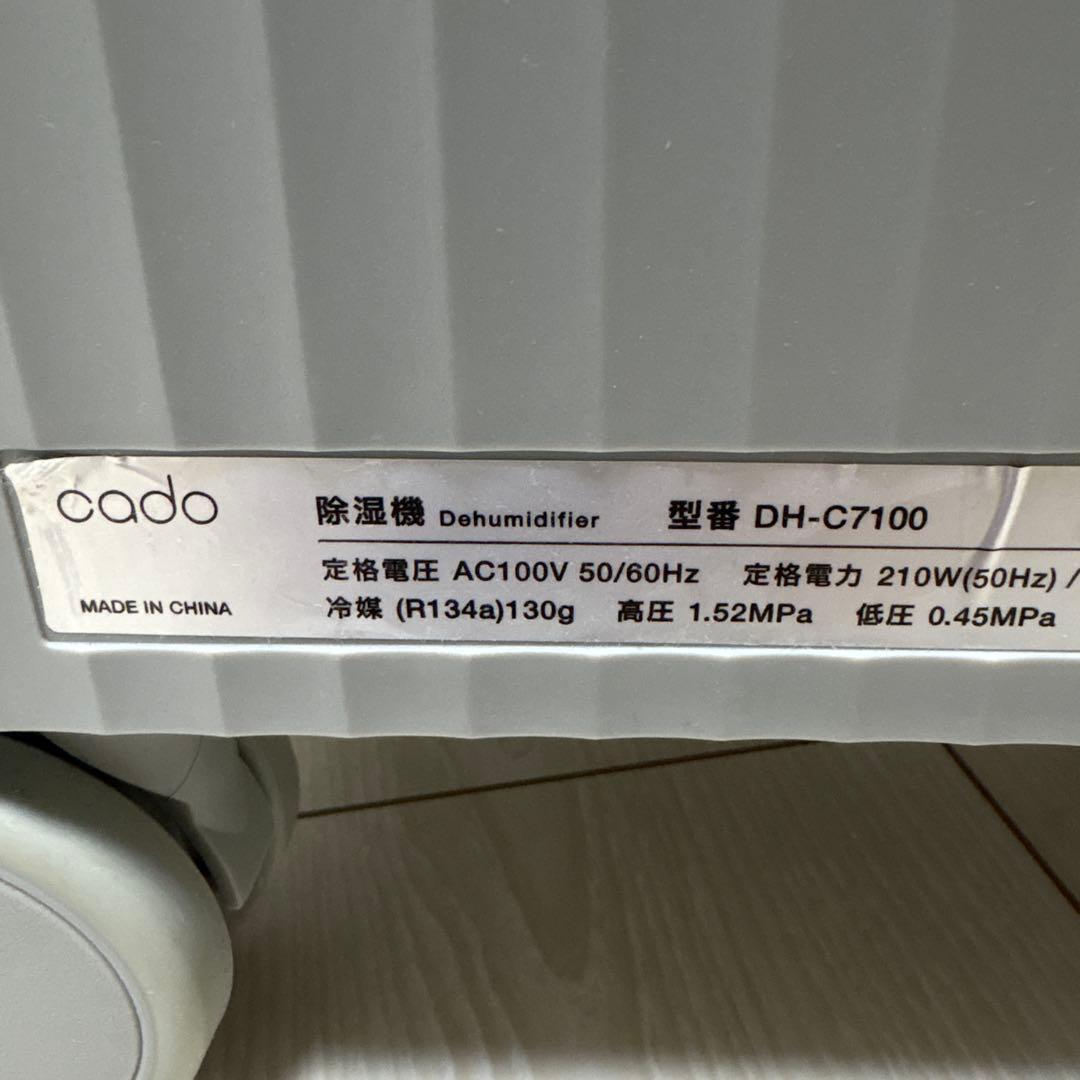 cado
除湿機 Dehumidifier 型番 DH-C7100
定格電圧 AC100V 50/60Hz 定格電力 210W(50Hz) /
冷媒 (R134a)130g 高圧 1.52MPa 低圧 0.45MPa
MADE IN CHINA